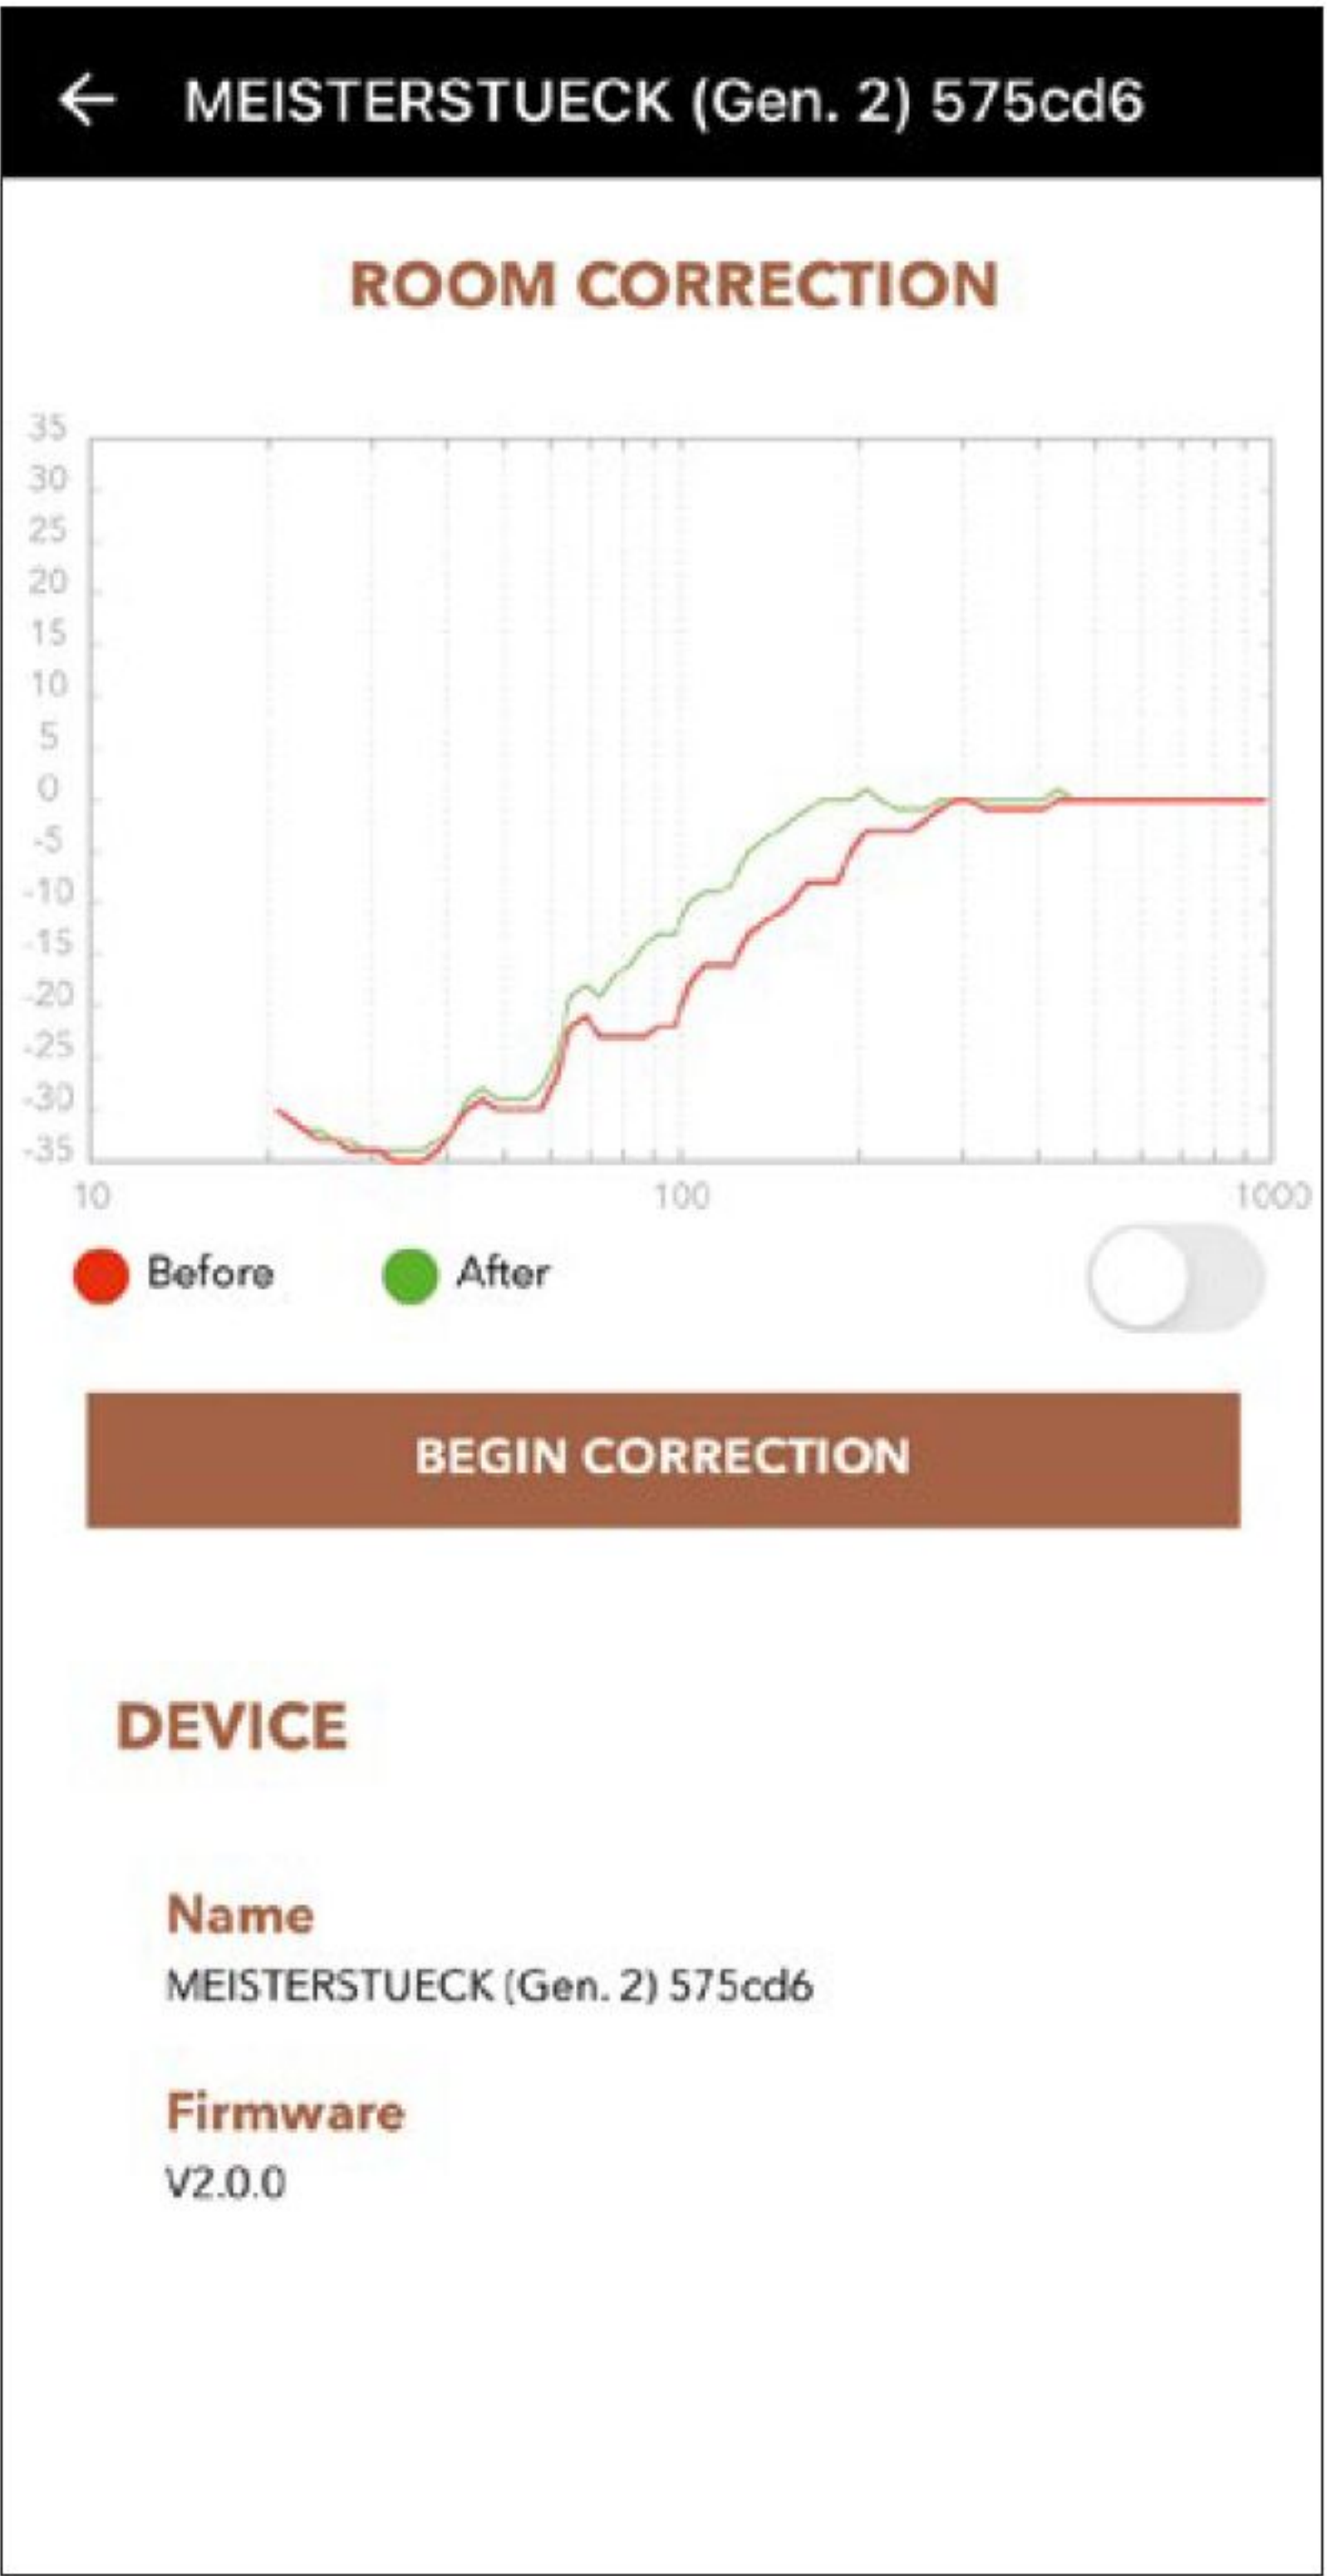 MEISTERSTUECK (Gen. 2) 575cd6
ROOM CORRECTION
35
30
25
20
15
10
5
0
-5
-10
-15
-20
-25
-30
-35
10 100 1000
Before After
BEGIN CORRECTION
DEVICE
Name
MEISTERSTUECK (Gen. 2) 575cd6
Firmware
V2.0.0